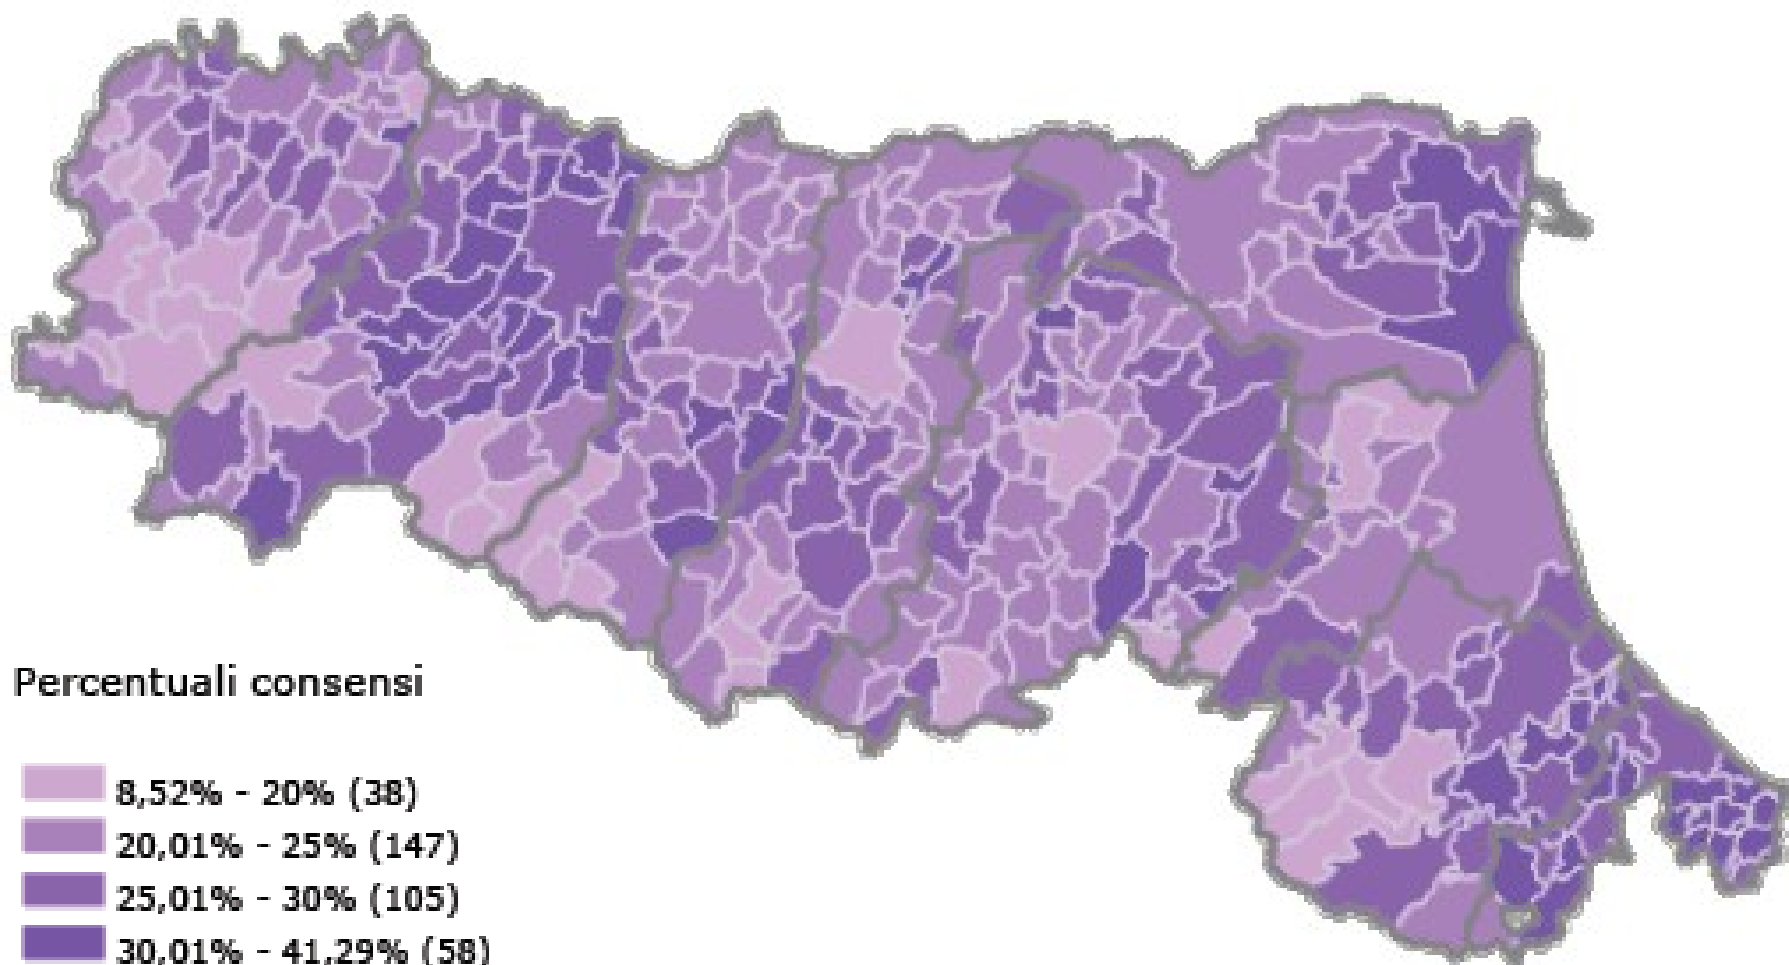 Percentuali consensi
8,52% - 20% (38)
20,01% - 25% (147)
25,01% - 30% (105)
30,01% - 41,29% (58)